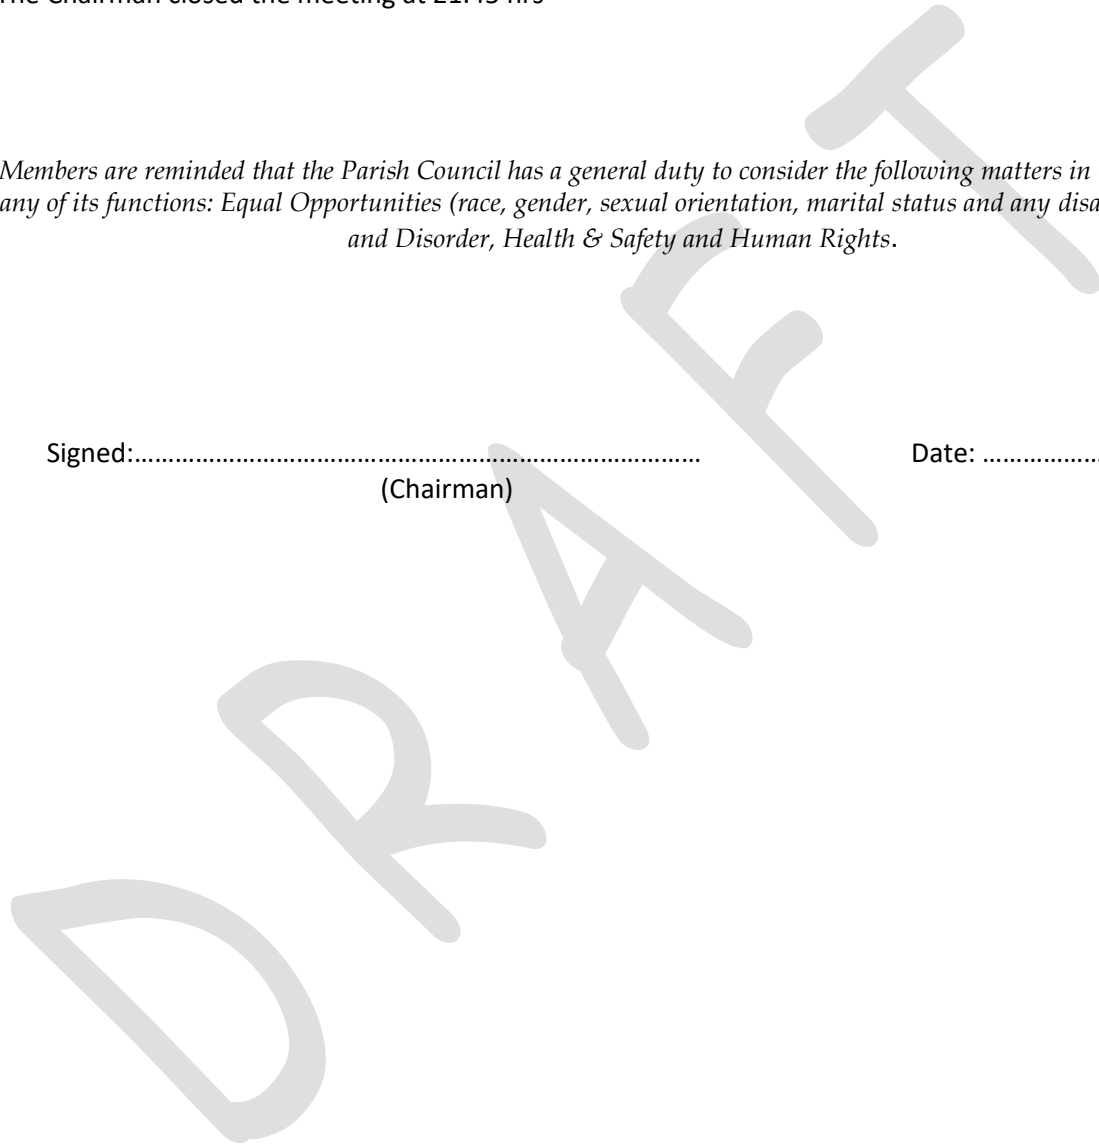 The Chairman closed the meeting at 21.45 hrs
Members are reminded that the Parish Council has a general duty to consider the following matters in
any of its functions: Equal Opportunities (race, gender, sexual orientation, marital status and any disa
and Disorder, Health & Safety and Human Rights.
Signed:…………………………………………………………………… Date: ………………
(Chairman)
DRAFT